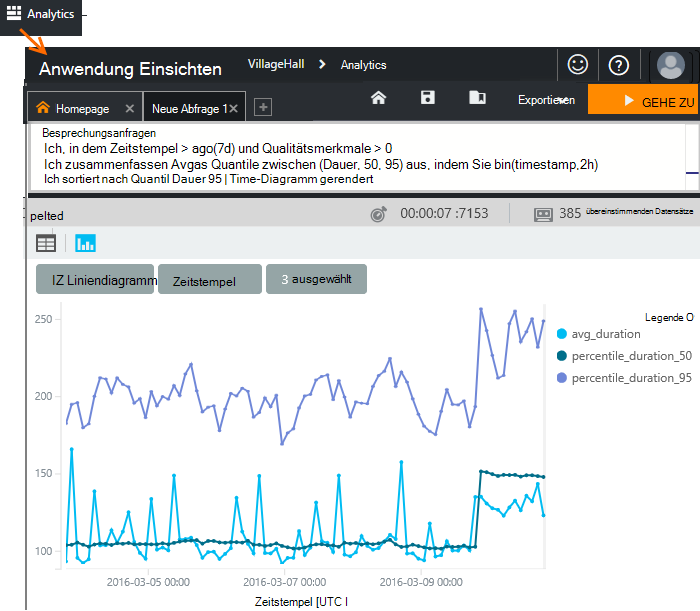 Analytics
Anwendung Einsichten
VillageHall
Analytics
Homepage
Neue Abfrage 1
Exportieren
GEHE ZU
Besprechungsanfragen
Ich, in dem Zeitstempel > ago(7d) und Qualitätsmerkmale > 0
Ich zusammenfassen Avgas Quantile zwischen (Dauer, 50, 95) aus, indem Sie bin(timestamp,2h)
Ich sortiert nach Quantil Dauer 95 | Time-Diagramm gerendert
pelted
00:00:07 :7153
385 übereinstimmenden Datensätze
IZ Liniendiagramm
Zeitstempel
3 ausgewählt
Legende O
avg_duration
percentile_duration_50
percentile_duration_95
250
200
150
100
2016-03-05 00:00
2016-03-07 00:00
2016-03-09 00:00
Zeitstempel [UTC I